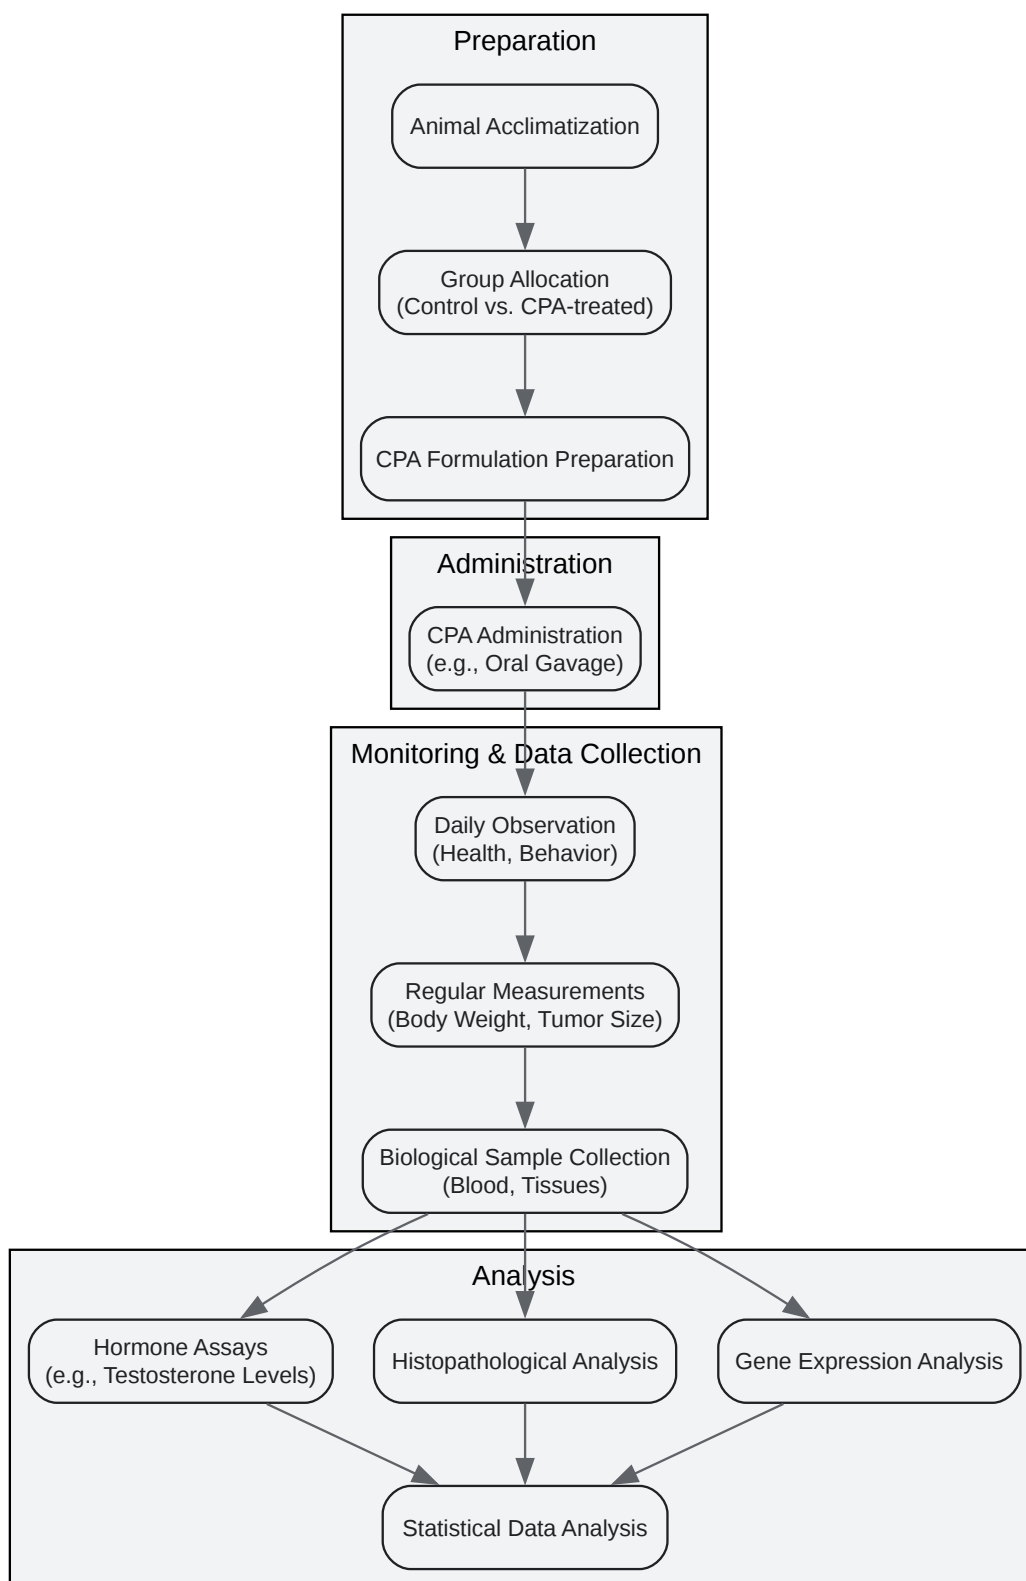 Preparation
Animal Acclimatization
Group Allocation
(Control vs. CPA-treated)
CPA Formulation Preparation
Administration
CPA Administration
(e.g., Oral Gavage)
Monitoring & Data Collection
Daily Observation
(Health, Behavior)
Regular Measurements
(Body Weight, Tumor Size)
Biological Sample Collection
(Blood, Tissues)
Analysis
Hormone Assays
(e.g., Testosterone Levels)
Histopathological Analysis
Gene Expression Analysis
Statistical Data Analysis